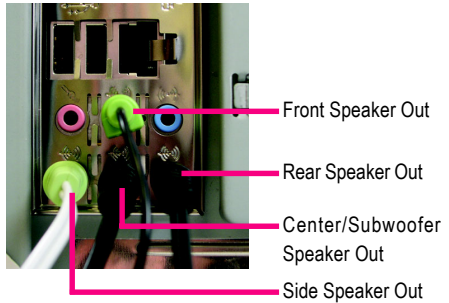 Front Speaker Out
Rear Speaker Out
Center/Subwoofer
Speaker Out
Side Speaker Out